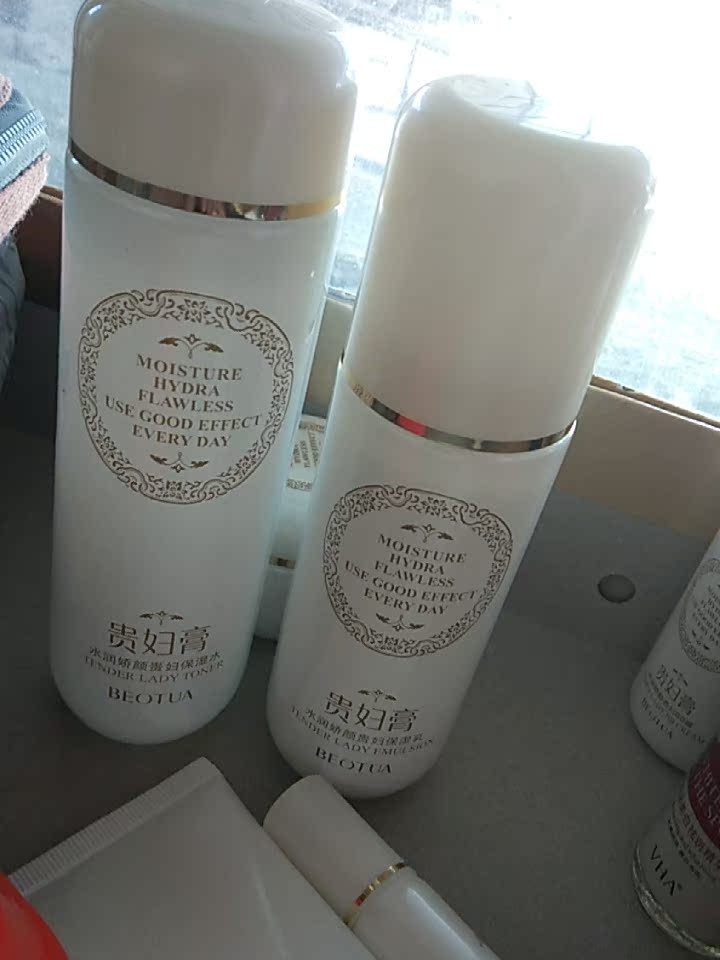 MOISTURE
HYDRA
FLAWLESS
USE GOOD EFFECT
EVERY DAY
贵妇膏
水润娇颜贵妇保湿水
TENDER LADY TONER
BEOTUA
MOISTURE
HYDRA
FLAWLESS
USE GOOD EFFECT
EVERY DAY
贵妇膏
水润娇颜贵妇保湿乳
TENDER LADY EMULSION
BEOTUA
贵妇膏
BEOTUA
VHA